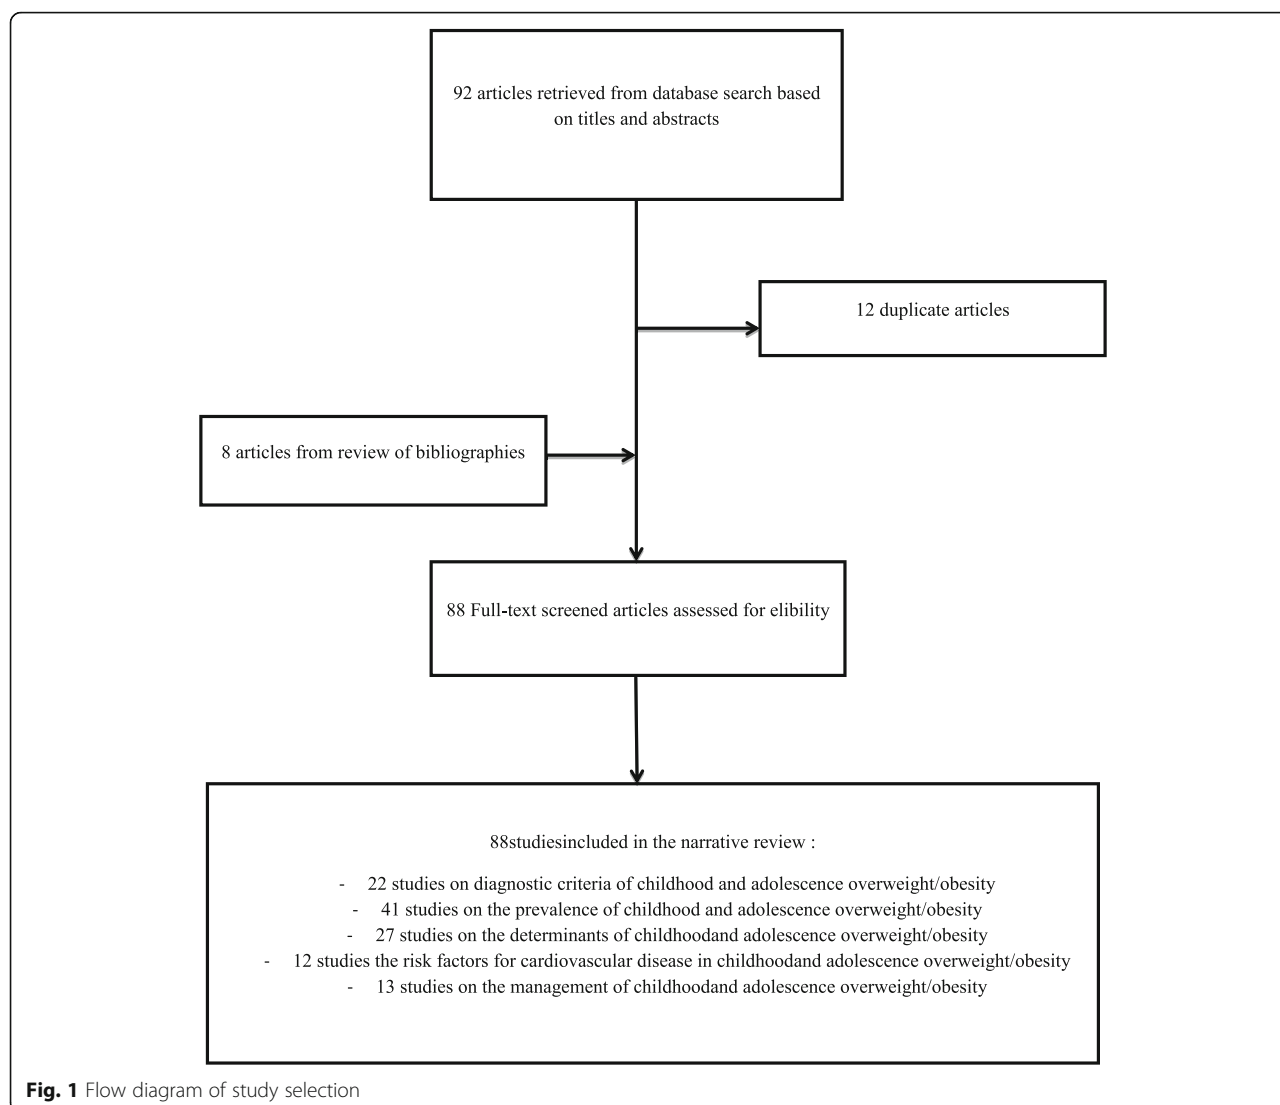 92 articles retrieved from database search based
on titles and abstracts
12 duplicate articles
8 articles from review of bibliographies
88 Full-text screened articles assessed for elibility
88studiesincluded in the narrative review :
- 22 studies on diagnostic criteria of childhood and adolescence overweight/obesity
- 41 studies on the prevalence of childhood and adolescence overweight/obesity
- 27 studies on the determinants of childhoodand adolescence overweight/obesity
- 12 studies the risk factors for cardiovascular disease in childhoodand adolescence overweight/obesity
- 13 studies on the management of childhoodand adolescence overweight/obesity
Fig. 1 Flow diagram of study selection